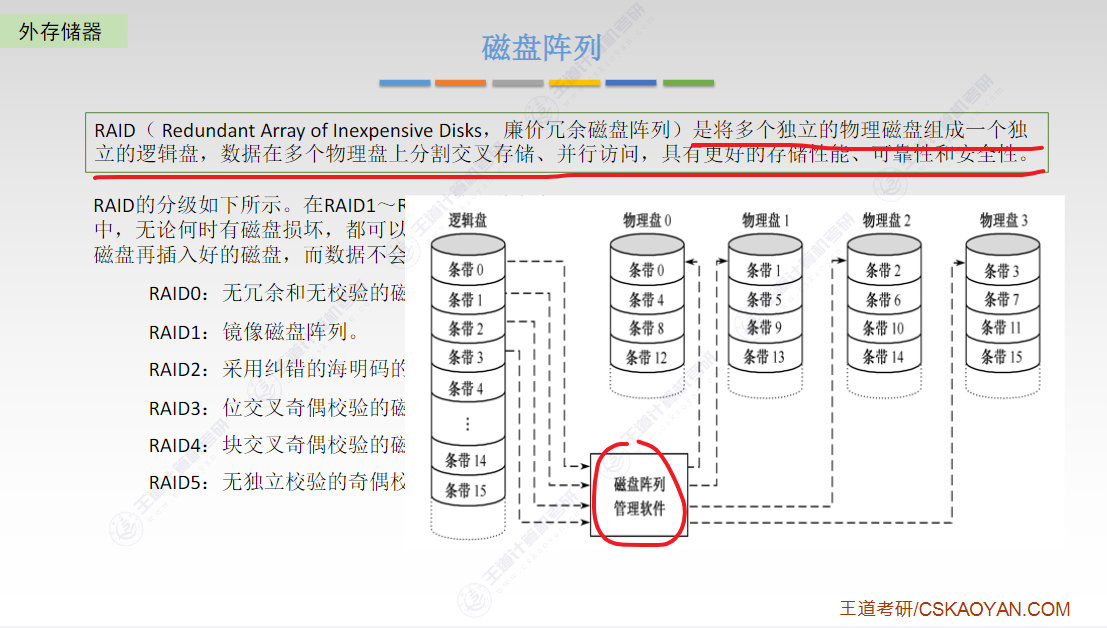 外存储器
磁盘阵列
RAID（ Redundant Array of Inexpensive Disks，廉价冗余磁盘阵列）是将多个独立的物理磁盘组成一个独
立的逻辑盘，数据在多个物理盘上分割交叉存储、并行访问，具有更好的存储性能、可靠性和安全性。
RAID的分级如下所示。在RAID1～R
中，无论何时有磁盘损坏，都可以
磁盘再插入好的磁盘，而数据不会
RAID0：无冗余和无校验的磁
RAID1：镜像磁盘阵列。
RAID2：采用纠错的海明码的
RAID3：位交叉奇偶校验的磁
RAID4：块交叉奇偶校验的磁
RAID5：无独立校验的奇偶校
逻辑盘
条带 0
条带 1
条带 2
条带 3
条带 4
⋮
条带 14
条带 15
磁盘阵列
管理软件
物理盘 0
条带 0
条带 4
条带 8
条带 12
物理盘 1
条带 1
条带 5
条带 9
条带 13
物理盘 2
条带 2
条带 6
条带 10
条带 14
物理盘 3
条带 3
条带 7
条带 11
条带 15
王道考研/CSKAOYAN.COM